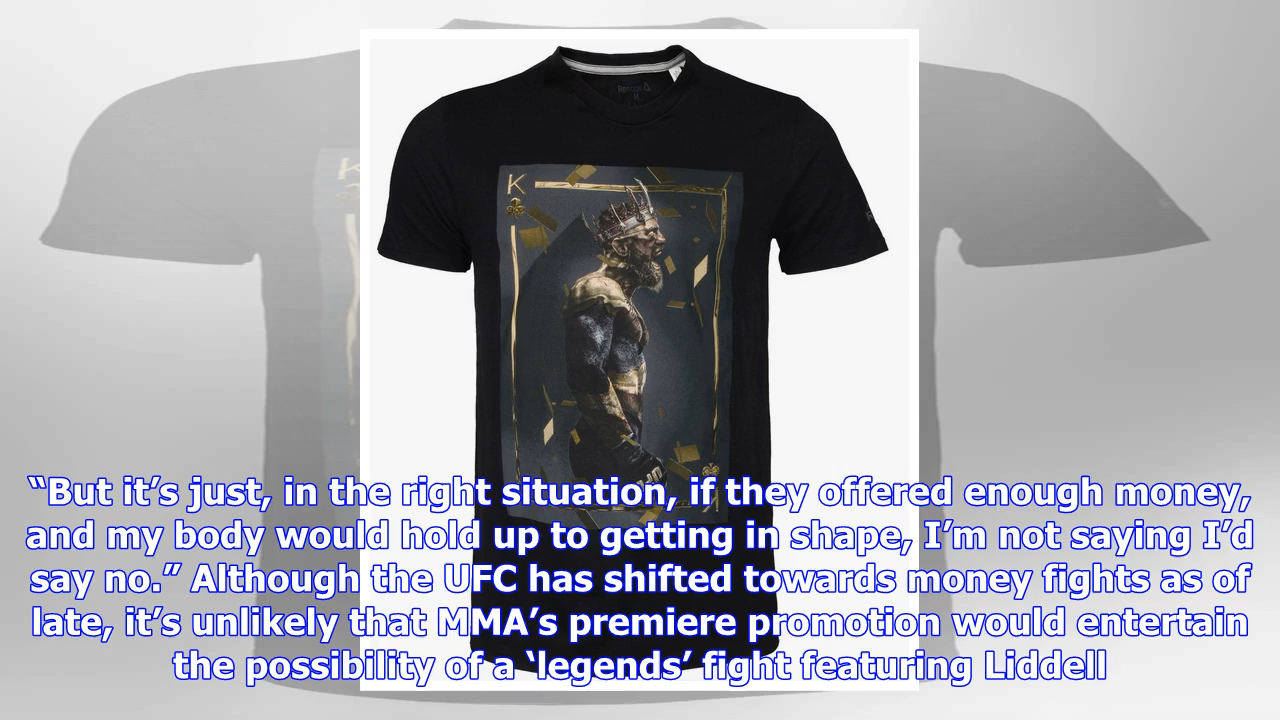 Reebok
K
“But it’s just, in the right situation, if they offered enough money,
and my body would hold up to getting in shape, I’m not saying I’d
say no.” Although the UFC has shifted towards money fights as of
late, it’s unlikely that MMA’s premiere promotion would entertain
the possibility of a ‘legends’ fight featuring Liddell